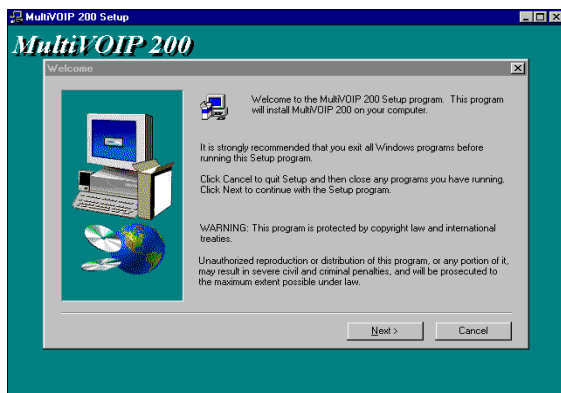 MultiVOIP 200 Setup
MultiVOIP 200
Welcome
Welcome to the MultiVOIP 200 Setup program. This program
will install MultiVOIP 200 on your computer.
It is strongly recommended that you exit all Windows programs before
running this Setup program.
Click Cancel to quit Setup and then close any programs you have running.
Click Next to continue with the Setup program.
WARNING: This program is protected by copyright law and international
treaties.
Unauthorized reproduction or distribution of this program, or any portion of it,
may result in severe civil and criminal penalties, and will be prosecuted to
the maximum extent possible under law.
Next > Cancel